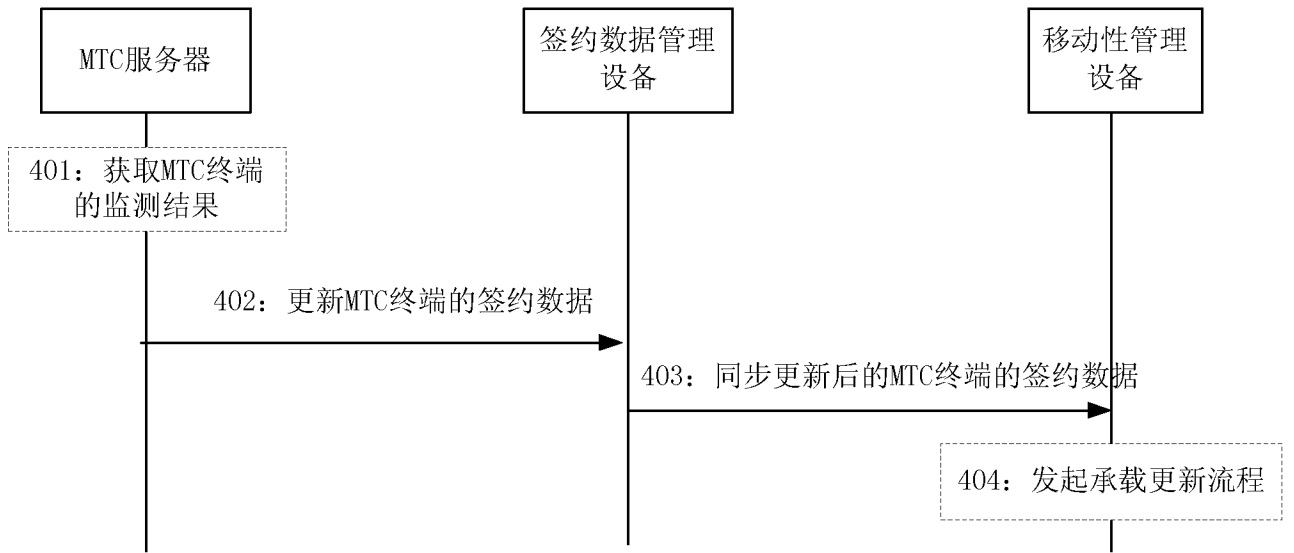 MTC服务器
签约数据管理
设备
移动性管理
设备
401：获取MTC终端
的监测结果
402：更新MTC终端的签约数据
403：同步更新后的MTC终端的签约数据
404：发起承载更新流程